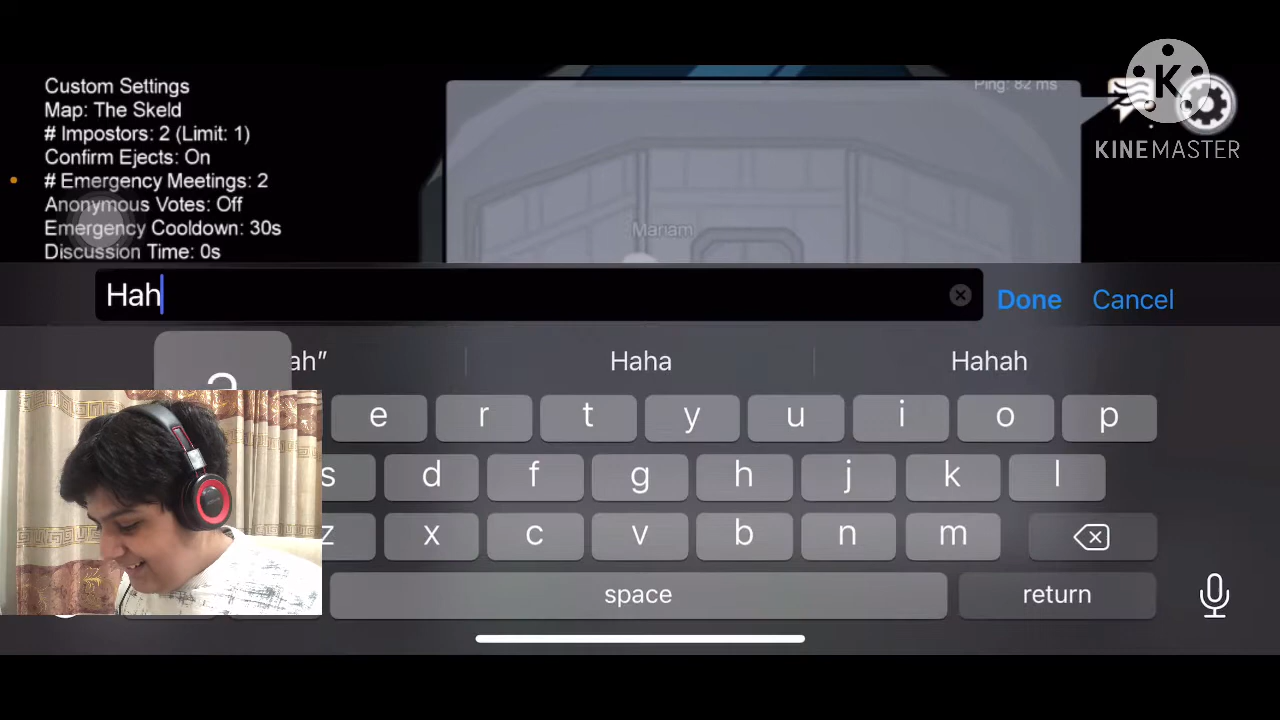 Custom Settings
Map: The Skeld
# Impostors: 2 (Limit: 1)
Confirm Ejects: On
# Emergency Meetings: 2
Anonymous Votes: Off
Emergency Cooldown: 30s
Discussion Time: 0s
Ping: 82 ms
K
KINEMASTER
Mariam
Hah
Done
Cancel
ah”
Haha
Hahah
e r t y u i o p
s d f g h j k l
z x c v b n m
space
return